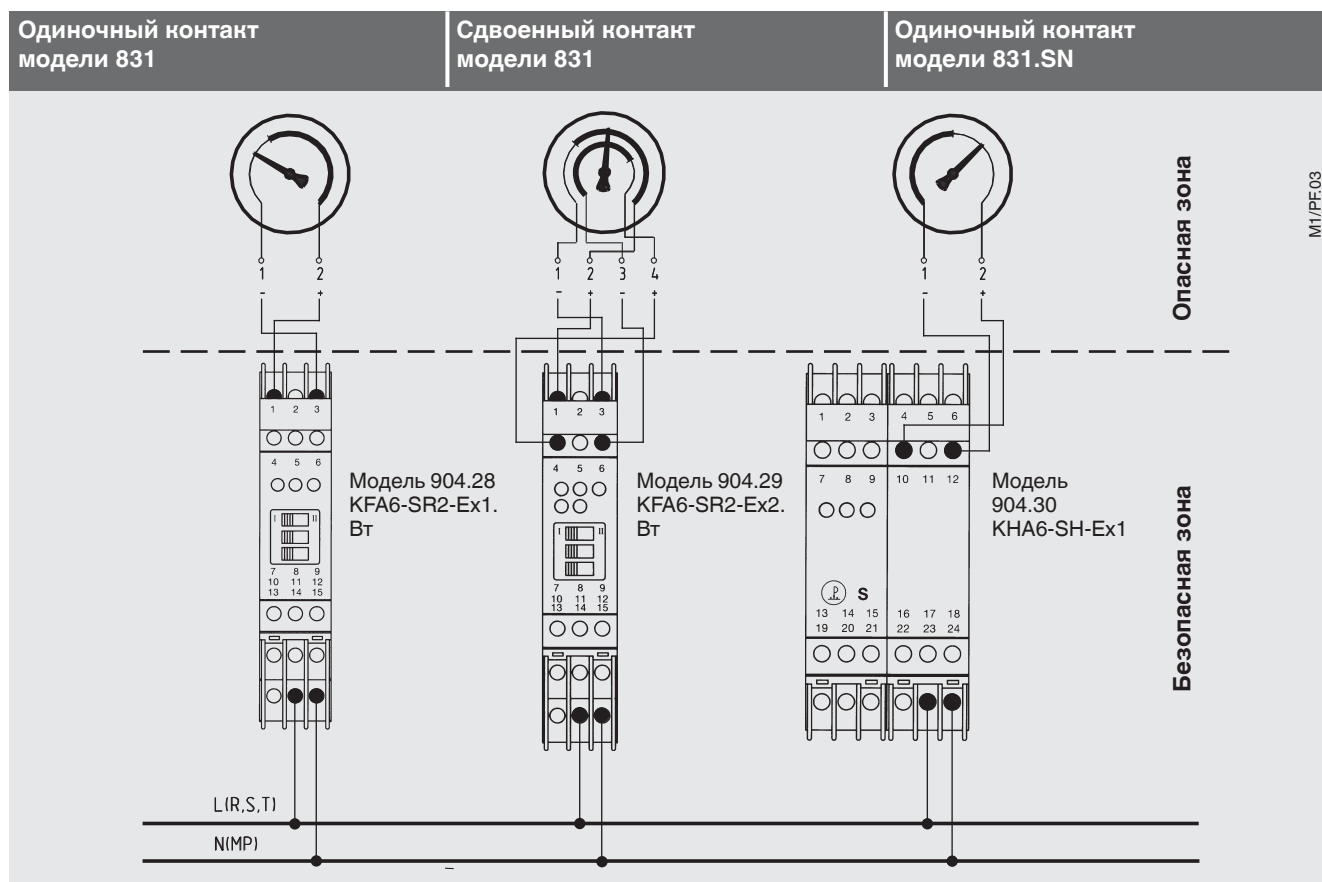 Одиночный контакт
модели 831
Сдвоенный контакт
модели 831
Одиночный контакт
модели 831.SN
Опасная зона
M1/PF.03
1 2
- +
1 2 3 4
- + - +
1 2
- +
1 2 3
4 5 6
I II
7 8 9
10 11 12
13 14 15
Модель 904.28
KFA6-SR2-Ex1.
Вт
1 2 3
4 5 6
I II
7 8 9
10 11 12
13 14 15
Модель 904.29
KFA6-SR2-Ex2.
Вт
1 2 3 4 5 6
7 8 9 10 11 12
S
13 14 15 16 17 18
19 20 21 22 23 24
Модель
904.30
KHA6-SH-Ex1
Безопасная зона
L(R,S,T)
N(MP)